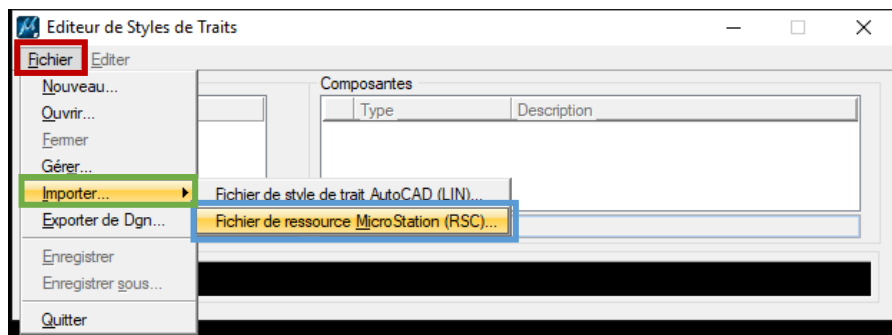 Editeur de Styles de Traits
Fichier Editer
Nouveau...
Composantes
Ouvrir...
Type Description
Fermer
Gérer...
Importer... Fichier de style de trait AutoCAD (LIN)...
Exporter de Dgn... Fichier de ressource MicroStation (RSC)...
Enregistrer
Enregistrer sous...
Quitter